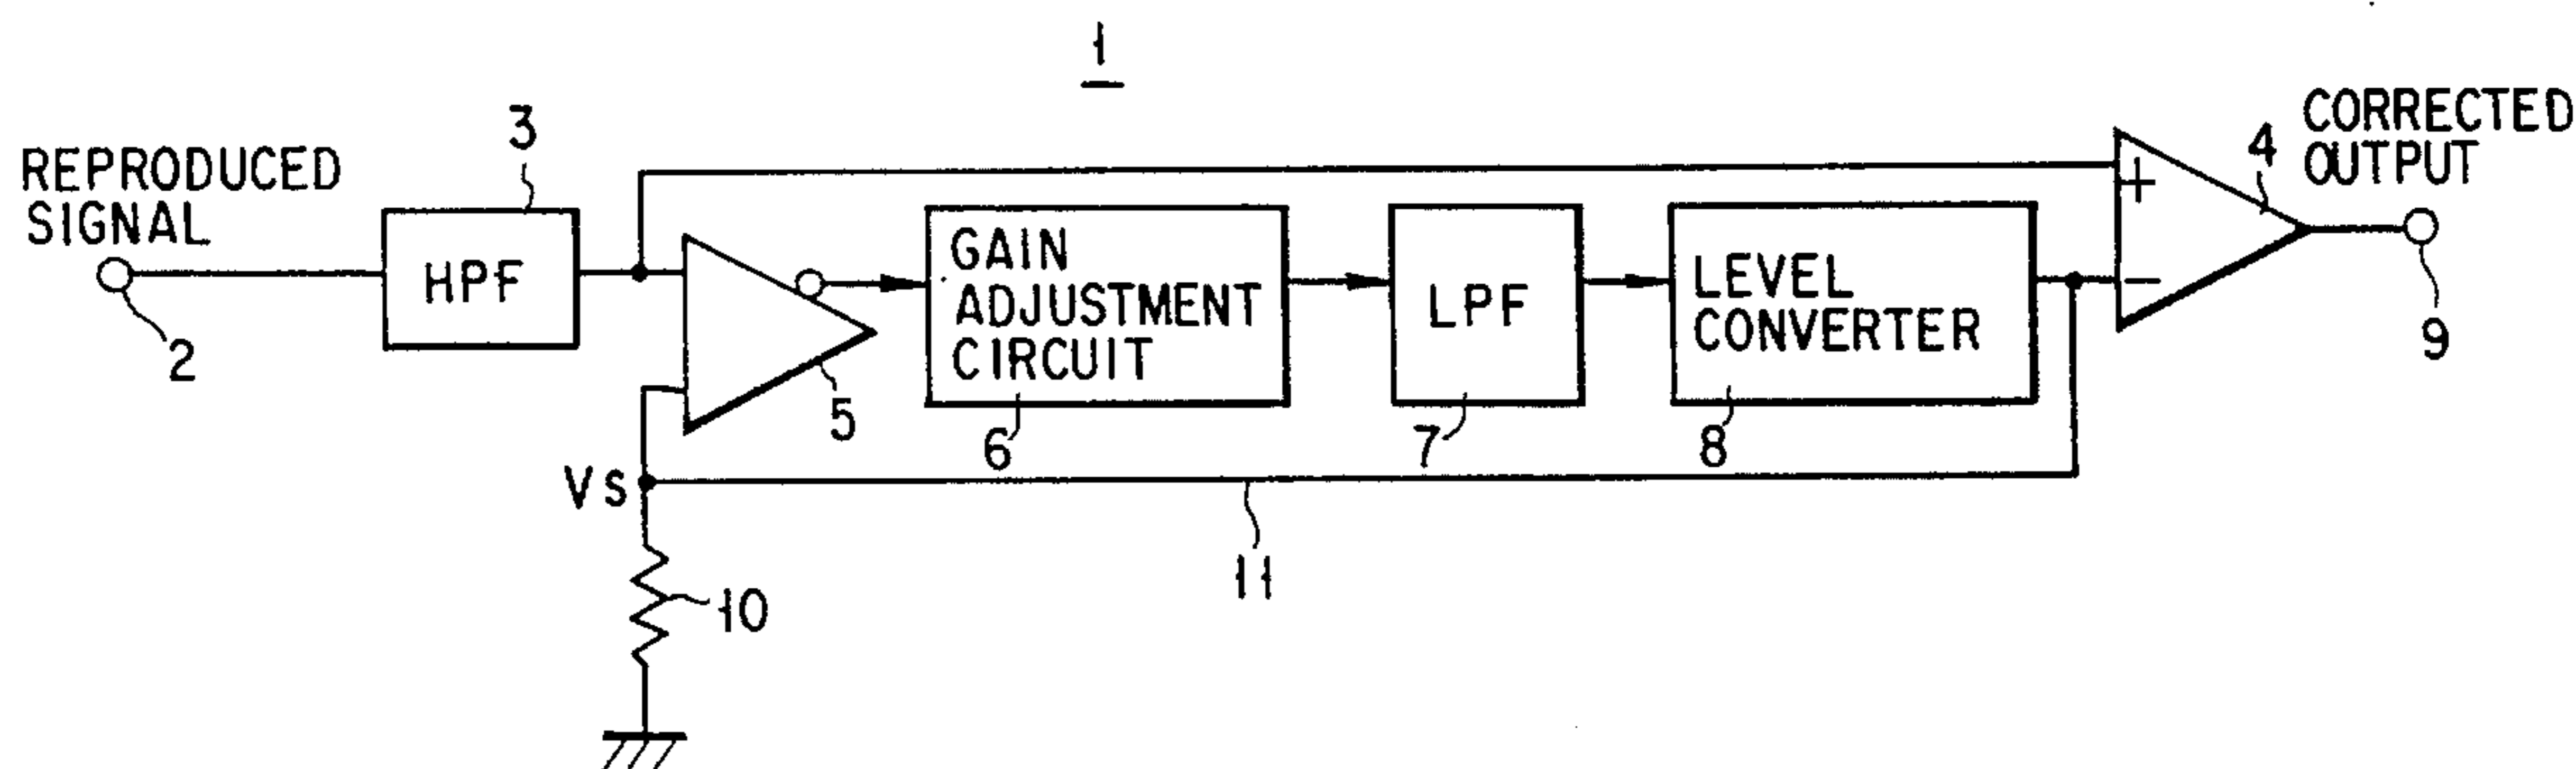 1
REPRODUCED
SIGNAL
2
3
HPF
5
GAIN
ADJUSTMENT
CIRCUIT
6
LPF
7
LEVEL
CONVERTER
8
+
−
4
CORRECTED
OUTPUT
9
Vs
10
11